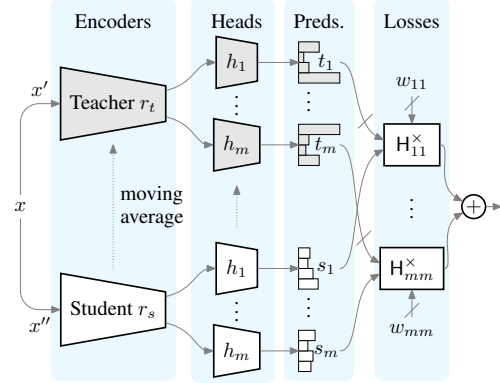 Encoders Heads Preds. Losses
x′
Teacher r_t
h_1
t_1
w_11
⋮
h_m
t_m
H^×_11
x
moving
average
⋮
+
h_1
s_1
H^×_mm
x″
Student r_s
⋮
h_m
s_m
w_mm